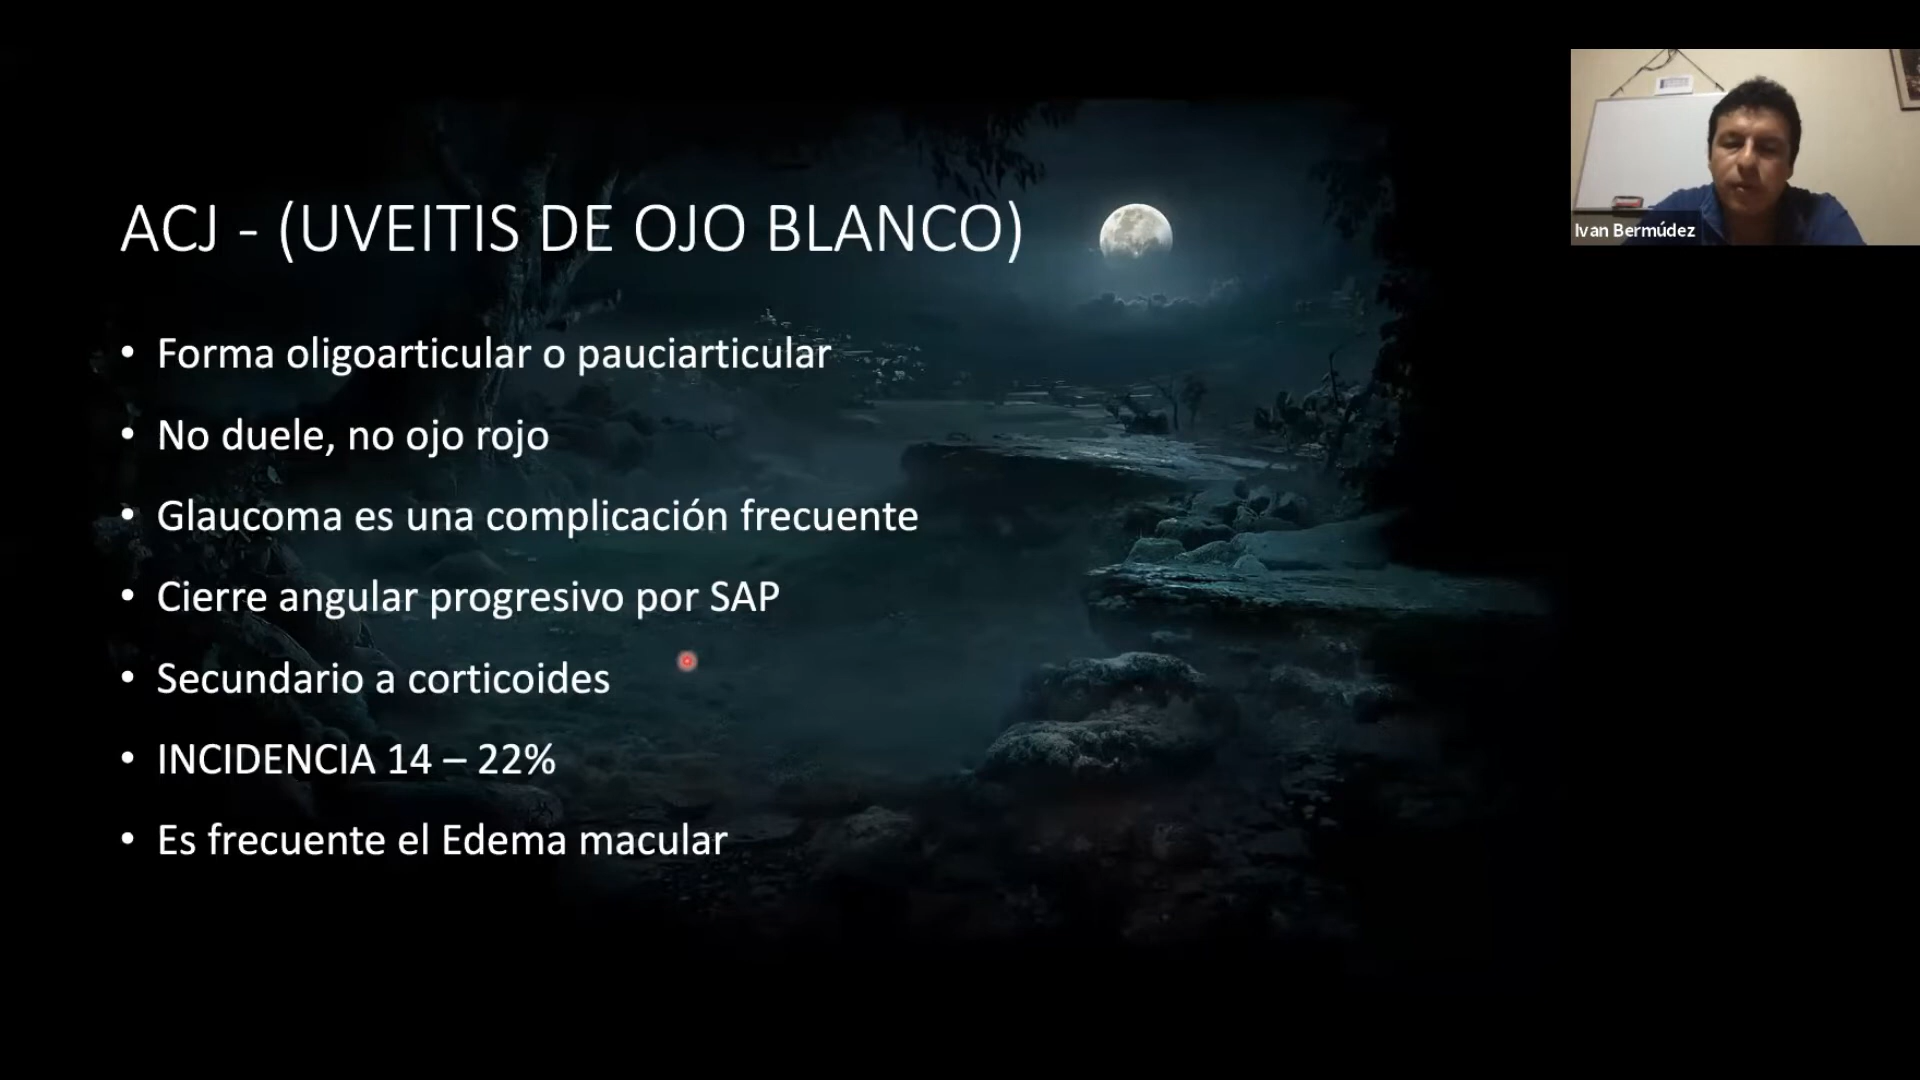 ACJ - (UVEITIS DE OJO BLANCO)
• Forma oligoarticular o pauciarticular
• No duele, no ojo rojo
• Glaucoma es una complicación frecuente
• Cierre angular progresivo por SAP
• Secundario a corticoides
• INCIDENCIA 14 – 22%
• Es frecuente el Edema macular
Ivan Bermúdez